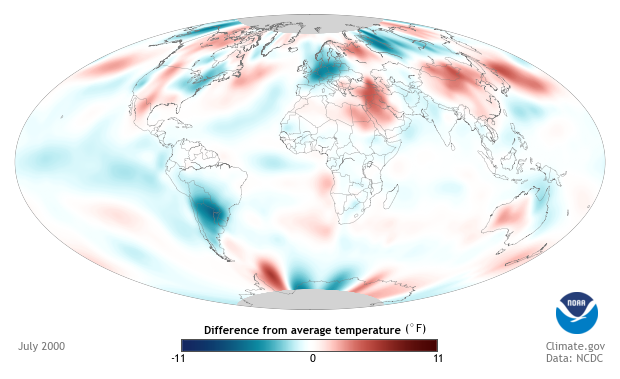 NOAA
Difference from average temperature (°F)
July 2000
-11 0 11
Climate.gov
Data: NCDC